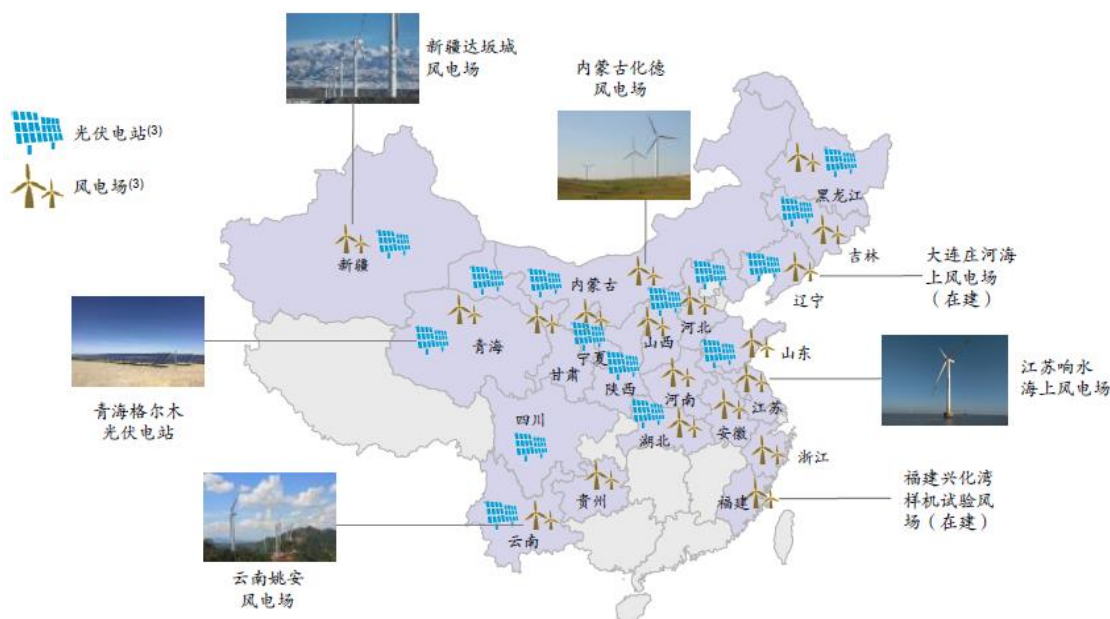 新疆达坂城
风电场
内蒙古化德
风电场
光伏电站(3)
风电场(3)
黑龙江
吉林
大连庄河海
上风电场
（在建）
辽宁
新疆
内蒙古
河北
山西
山东
青海
宁夏
甘肃
陕西
河南
江苏
江苏响水
海上风电场
青海格尔木
光伏电站
四川
湖北
安徽
浙江
贵州
福建
福建兴化湾
样机试验风
场（在建）
云南
云南姚安
风电场